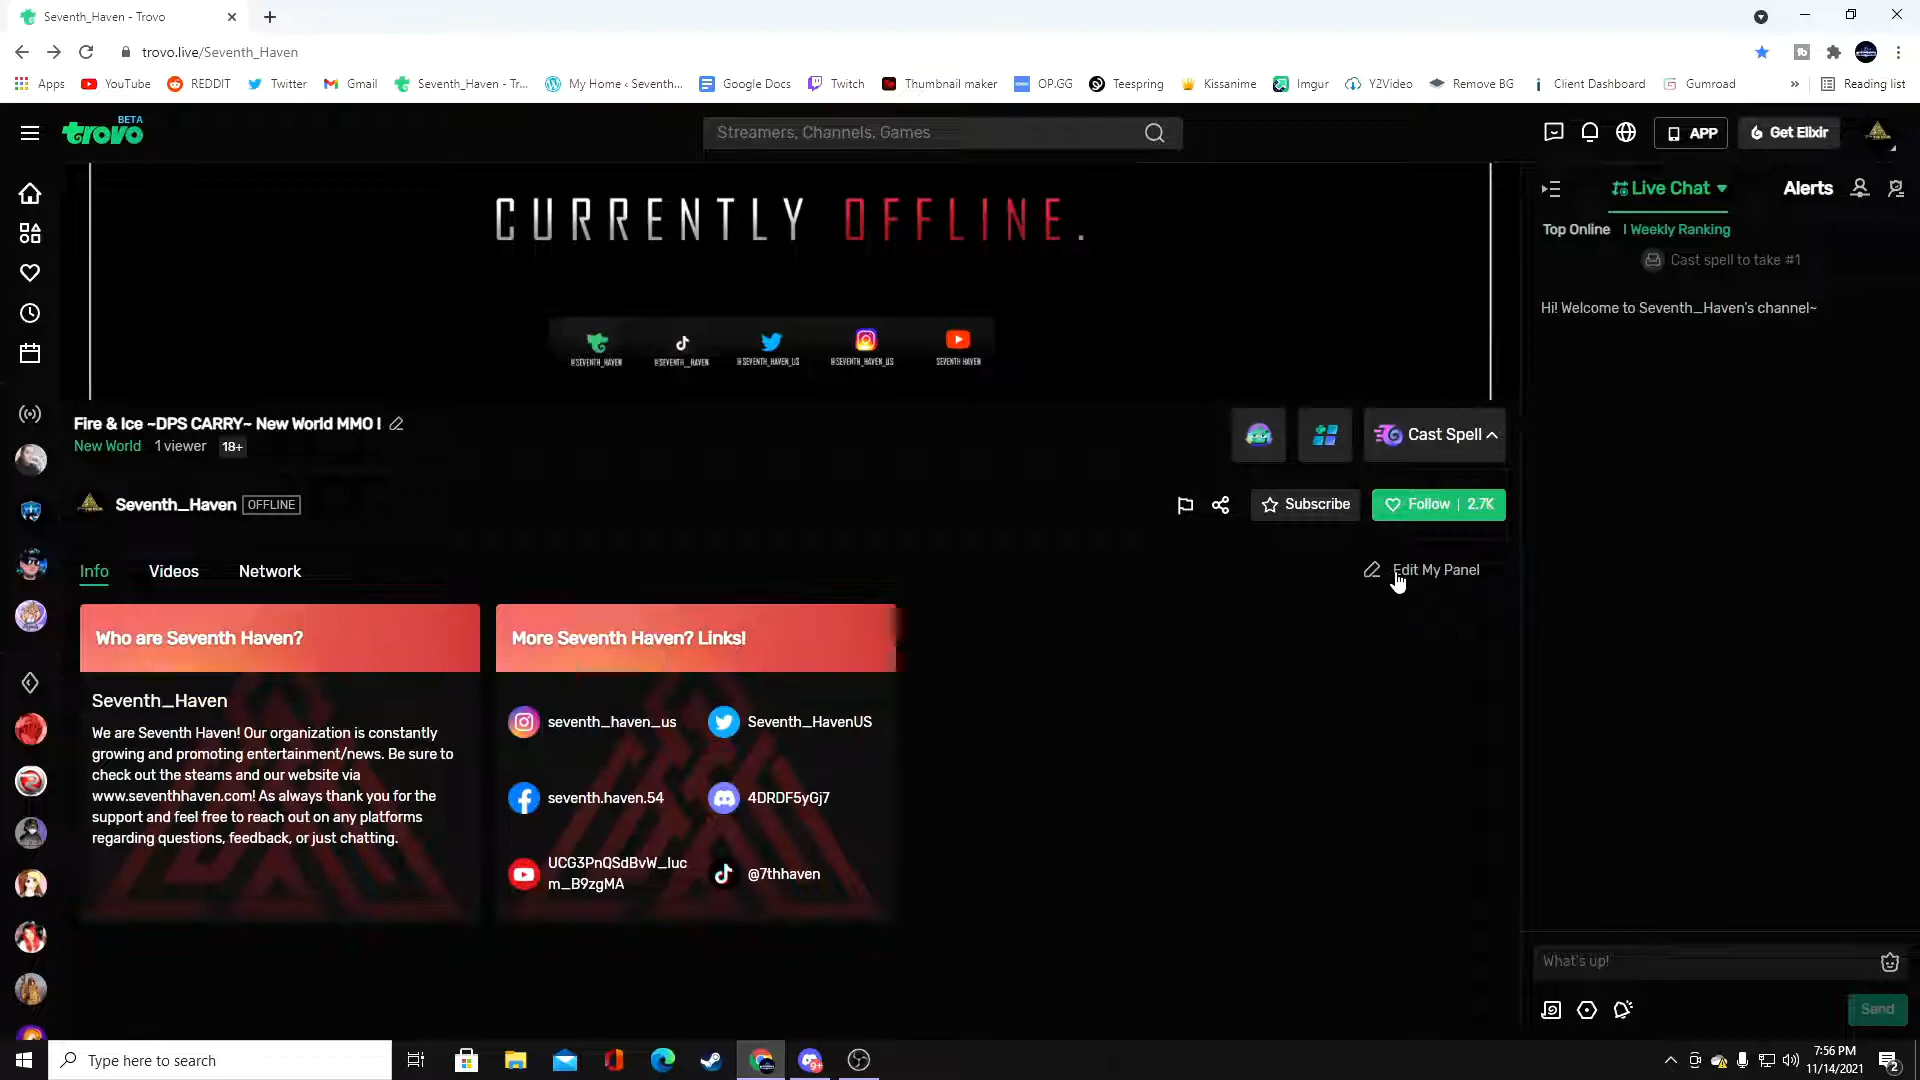 Seventh_Haven - Trovo
trovo.live/Seventh_Haven
Apps YouTube REDDIT Twitter Gmail Seventh_Haven - Tr... My Home ‹ Seventh... Google Docs Twitch Thumbnail maker OP.GG Teespring Kissanime Imgur Y2Video Remove BG Client Dashboard Gumroad » Reading list
trovo BETA
Streamers, Channels, Games
APP
Get Elixir
CURRENTLY OFFLINE.
@SEVENTH_HAVEN @SEVENTH__HAVEN @SEVENTH_HAVEN_US @SEVENTH_HAVEN_US SEVENTH HAVEN
Live Chat
Alerts
Top Online | Weekly Ranking
Cast spell to take #1
Hi! Welcome to Seventh_Haven's channel~
Fire & Ice ~DPS CARRY~ New World MMO !
New World 1 viewer 18+
Cast Spell
Seventh_Haven OFFLINE
Subscribe
Follow | 2.7K
Info Videos Network
Edit My Panel
Who are Seventh Haven?
Seventh_Haven
We are Seventh Haven! Our organization is constantly
growing and promoting entertainment/news. Be sure to
check out the steams and our website via
www.seventhhaven.com! As always thank you for the
support and feel free to reach out on any platforms
regarding questions, feedback, or just chatting.
More Seventh Haven? Links!
seventh_haven_us Seventh_HavenUS
seventh.haven.54 4DRDF5yGj7
UCG3PnQSdBvW_luc
m_B9zgMA
@7thhaven
What's up!
Send
Type here to search
9+
7:56 PM
11/14/2021
2